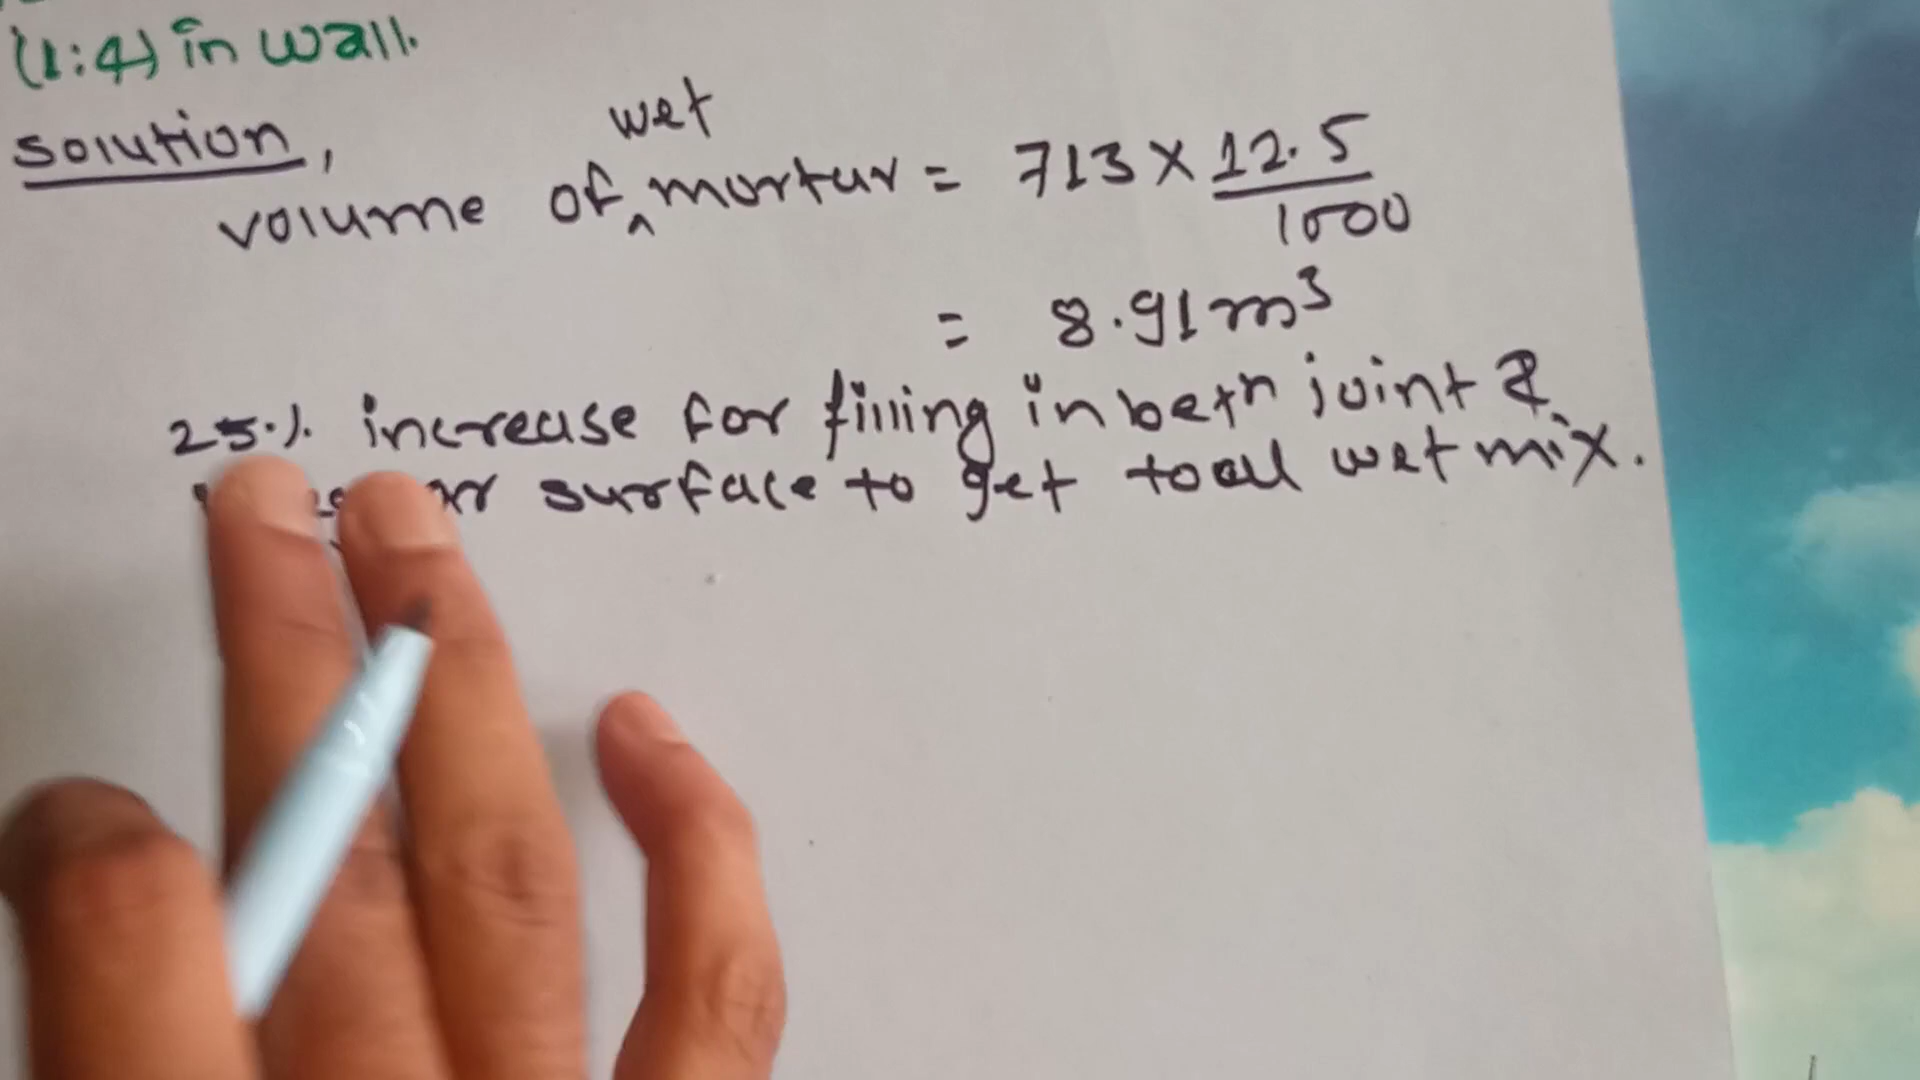 (1:4) in wall.
solution,
wet
volume of ^ mortar = 713 × 12.5/1000
= 8.91 m³
25% increase for filling in betn joint &
surface to get toal wet mix.